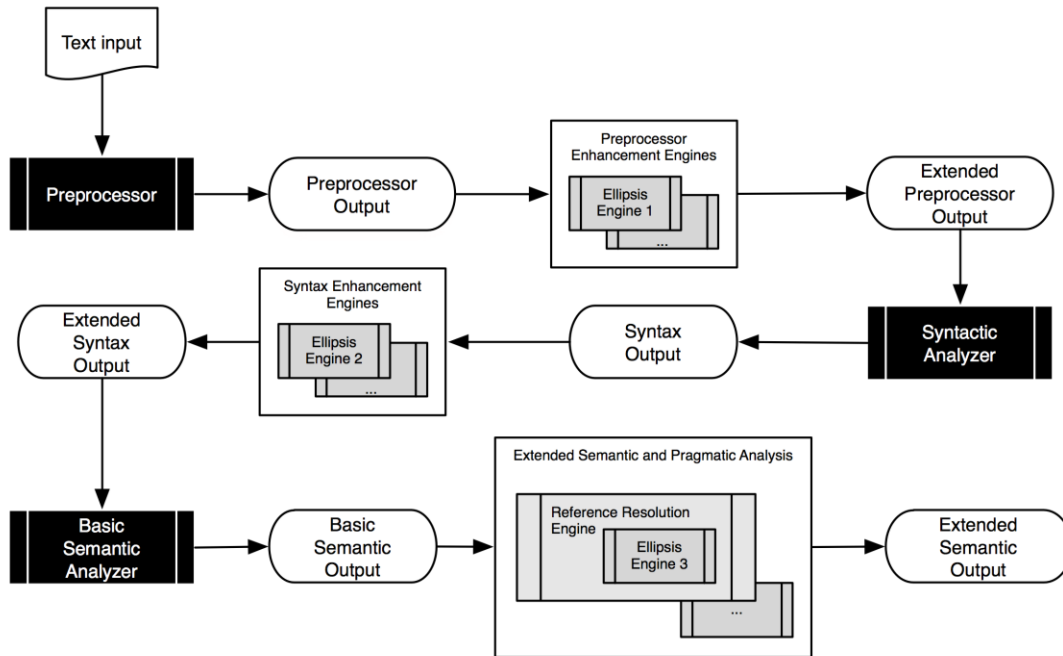 Text input
Preprocessor
Preprocessor
Output
Preprocessor
Enhancement Engines
Ellipsis
Engine 1
...
Extended
Preprocessor
Output
Syntactic
Analyzer
Syntax
Output
Syntax Enhancement
Engines
Ellipsis
Engine 2
...
Extended
Syntax
Output
Basic
Semantic
Analyzer
Basic
Semantic
Output
Extended Semantic and Pragmatic Analysis
Reference Resolution
Engine
Ellipsis
Engine 3
...
Extended
Semantic
Output